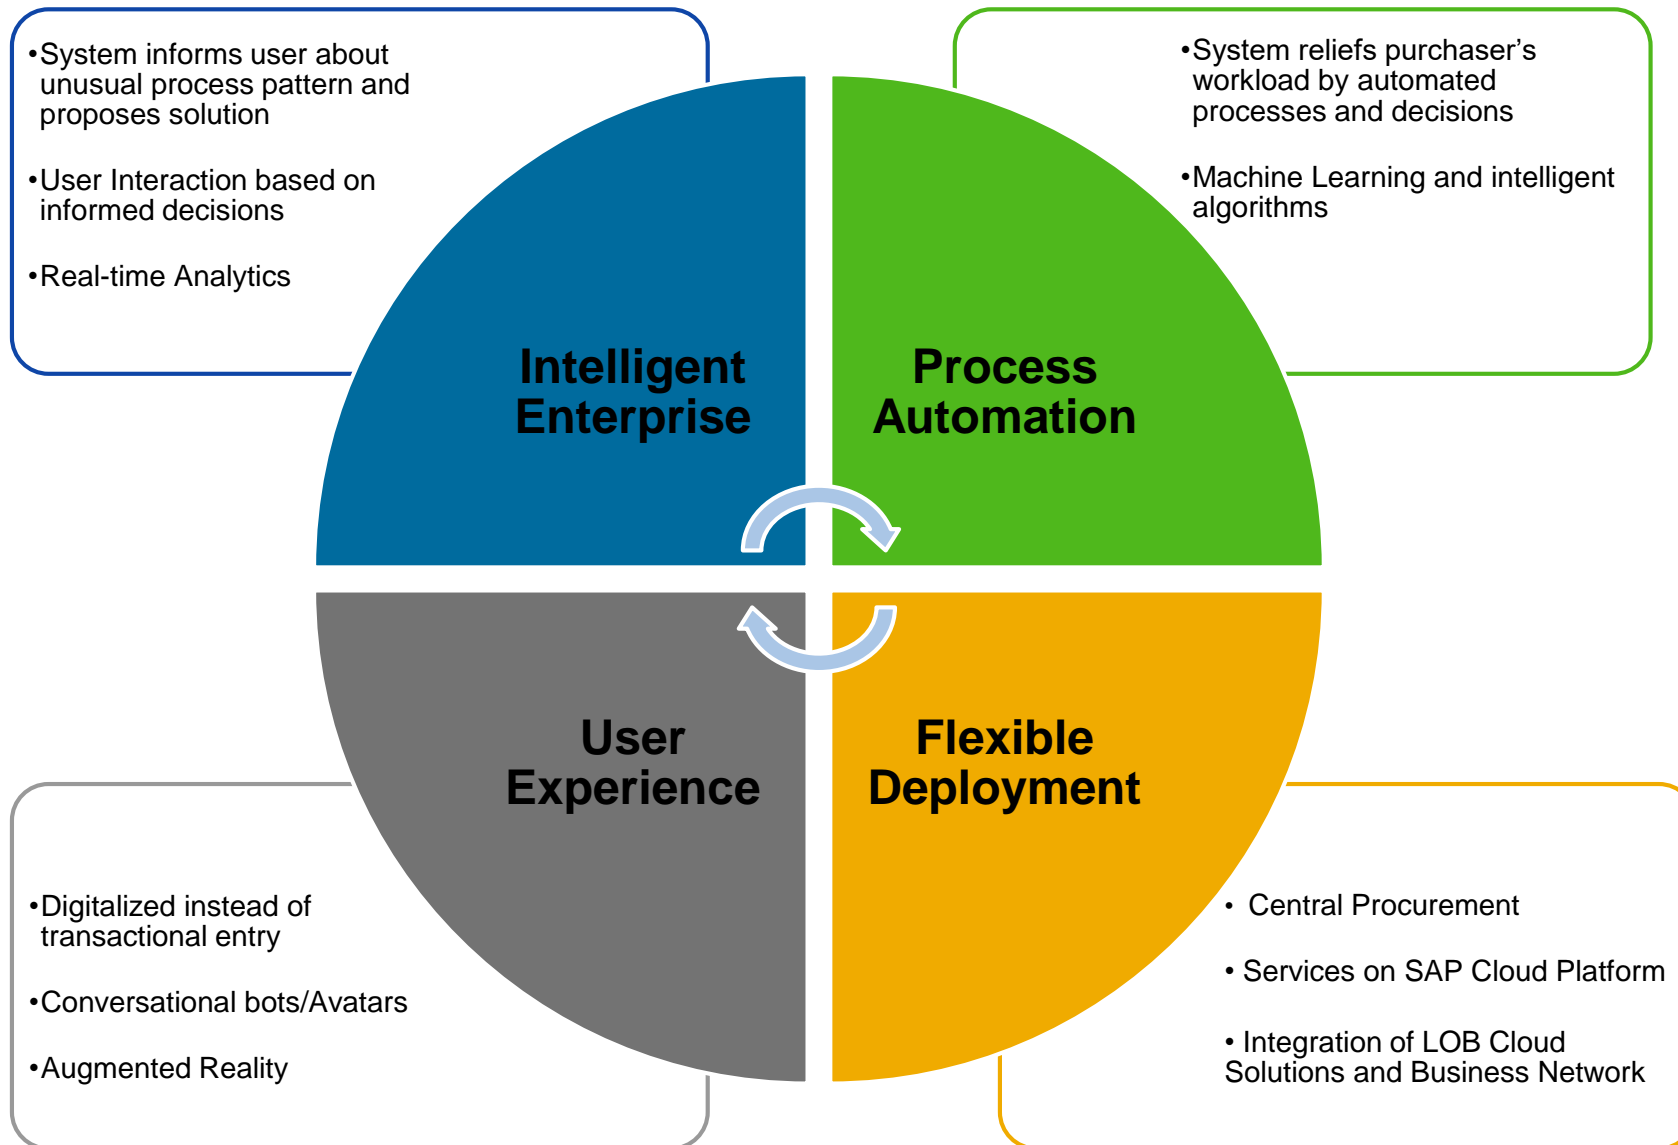 •System informs user about
unusual process pattern and
proposes solution
•User Interaction based on
informed decisions
•Real-time Analytics
•System reliefs purchaser’s
workload by automated
processes and decisions
•Machine Learning and intelligent
algorithms
Intelligent
Enterprise
Process
Automation
User
Experience
Flexible
Deployment
•Digitalized instead of
transactional entry
•Conversational bots/Avatars
•Augmented Reality
• Central Procurement
• Services on SAP Cloud Platform
• Integration of LOB Cloud
Solutions and Business Network